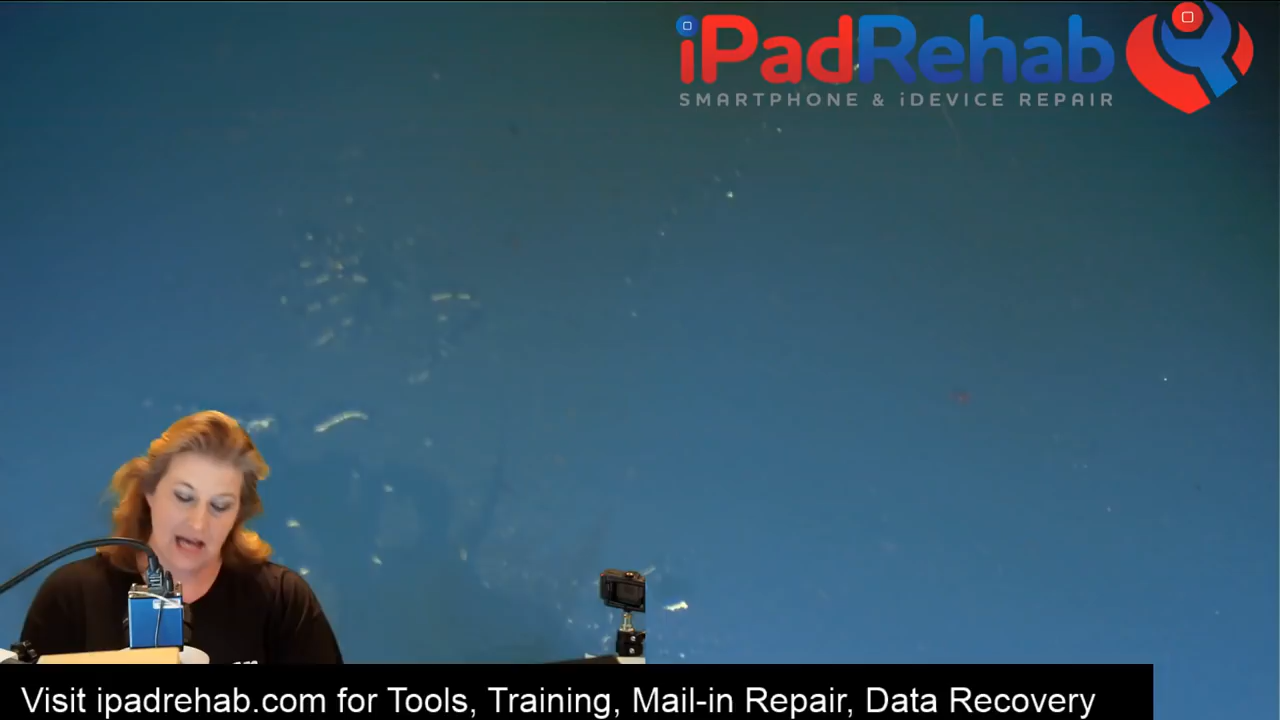 iPadRehab
SMARTPHONE & iDEVICE REPAIR
Visit ipadrehab.com for Tools, Training, Mail-in Repair, Data Recovery